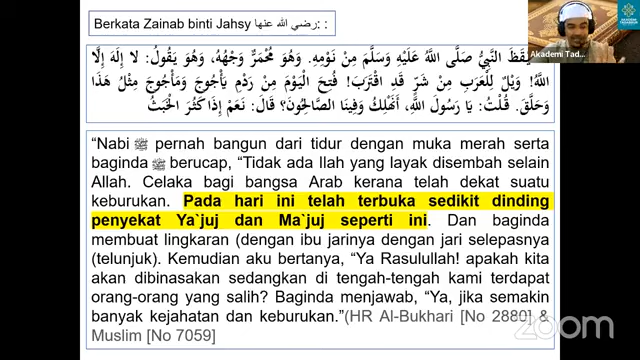 Berkata Zainab binti Jahsy رضي الله عنها: :
Akademi Tad...
َقَظَ النَّبِيُّ صَلَّى اللَّهُ عَلَيْهِ وَسَلَّمَ مِنْ نَوْمِهِ. وَهُوَ مُحْمَرٌّ وَجْهُهُ، وَهُوَ يَقُولُ: لا إِلَهَ إِلَّا
اللَّهُ! وَيْلٌ لِلْعَرَبِ مِنْ شَرٍّ قَدِ اقْتَرَبَ! فُتِحَ الْيَوْمَ مِنْ رَدْمِ يَأْجُوجَ وَمَأْجُوجَ مِثْلُ هَذَا
وَحَلَّقَ. قُلْتُ: يَا رَسُولَ اللَّهِ، أَنَهْلِكُ وَفِينَا الصَّالِحُونَ؟ قَالَ: نَعَمْ إِذَا كَثُرَ الْخَبَثُ
“Nabi ﷺ pernah bangun dari tidur dengan muka merah serta
baginda ﷺ berucap, “Tidak ada Ilah yang layak disembah selain
Allah. Celaka bagi bangsa Arab kerana telah dekat suatu
keburukan. Pada hari ini telah terbuka sedikit dinding
penyekat Ya`juj dan Ma`juj seperti ini. Dan baginda
membuat lingkaran (dengan ibu jarinya dengan jari selepasnya
(telunjuk). Kemudian aku bertanya, “Ya Rasulullah! apakah kita
akan dibinasakan sedangkan di tengah-tengah kami terdapat
orang-orang yang salih? Baginda menjawab, “Ya, jika semakin
banyak kejahatan dan keburukan.”(HR Al-Bukhari [No 2880] &
Muslim [No 7059]
zoom